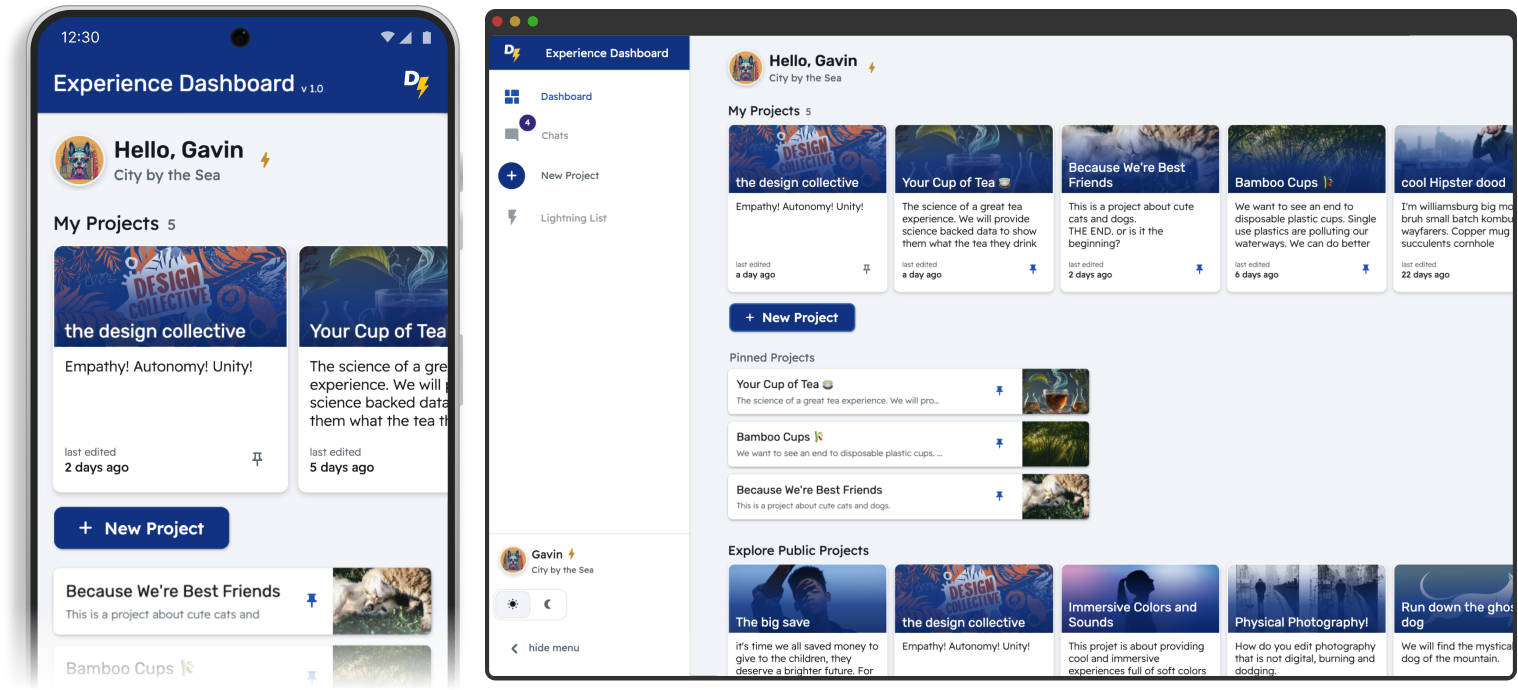 12:30
Experience Dashboard v 1.0
D
Hello, Gavin
City by the Sea
My Projects 5
DESIGN
COLLECTIVE
the design collective
Your Cup of Tea
Empathy! Autonomy! Unity!
The science of a gre
experience. We will
science backed data
them what the tea
last edited
2 days ago
last edited
5 days ago
+ New Project
Because We're Best Friends
This is a project about cute cats and
Bamboo Cups
D
Experience Dashboard
Dashboard
4
Chats
+
New Project
Lightning List
Gavin
City by the Sea
hide menu
Hello, Gavin
City by the Sea
My Projects 5
DESIGN
COLLECTIVE
the design collective
Empathy! Autonomy! Unity!
last edited
a day ago
Your Cup of Tea 🍵
The science of a great tea
experience. We will provide
science backed data to show
them what the tea they drink
last edited
a day ago
Because We're Best
Friends
This is a project about cute
cats and dogs.
THE END. or is it the
beginning?
last edited
2 days ago
Bamboo Cups
We want to see an end to
disposable plastic cups. Single
use plastics are polluting our
waterways. We can do better
last edited
6 days ago
cool Hipster dood
I'm williamsburg big mo
bruh small batch kombu
wayfarers. Copper mug
succulents cornhole
last edited
22 days ago
+ New Project
Pinned Projects
Your Cup of Tea 🍵
The science of a great tea experience. We will pro...
Bamboo Cups
We want to see an end to disposable plastic cups. ...
Because We're Best Friends
This is a project about cute cats and dogs.
Explore Public Projects
The big save
it's time we all saved money to
give to the children, they
deserve a brighter future. For
DESIGN
COLLECTIVE
the design collective
Empathy! Autonomy! Unity!
Immersive Colors and
Sounds
This projet is about providing
cool and immersive
experiences full of soft colors
Physical Photography!
How do you edit photography
that is not digital, burning and
dodging.
Run down the ghos
dog
We will find the mystica
dog of the mountain.